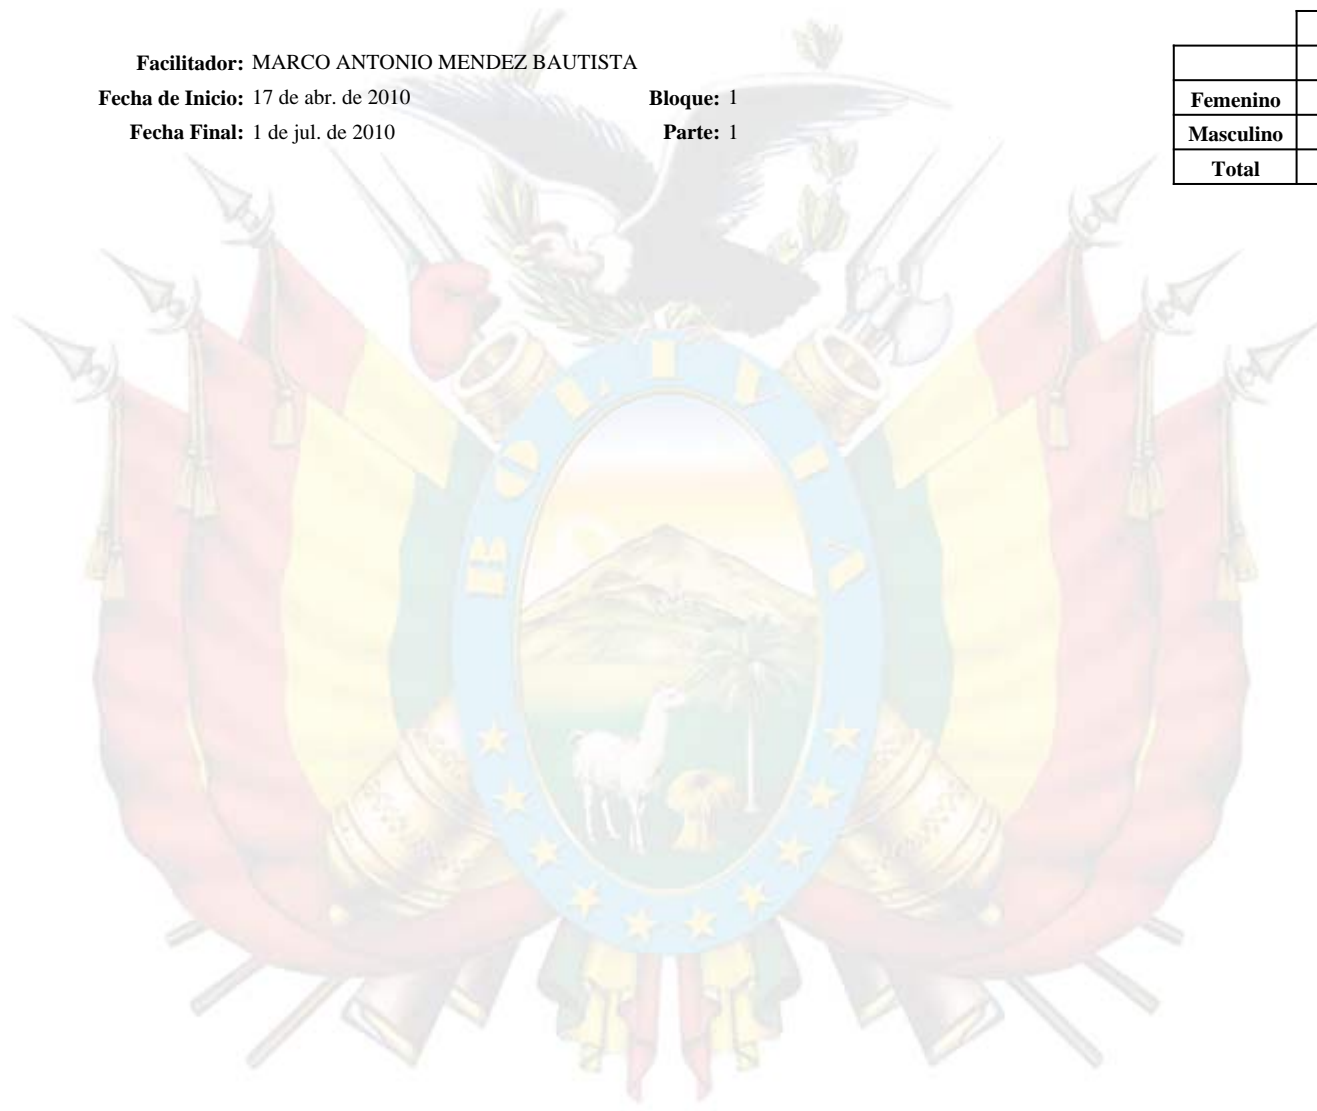 Facilitador: MARCO ANTONIO MENDEZ BAUTISTA
Fecha de Inicio: 17 de abr. de 2010 Bloque: 1
Fecha Final: 1 de jul. de 2010 Parte: 1
Femenino
Masculino
Total
BOLIVIA